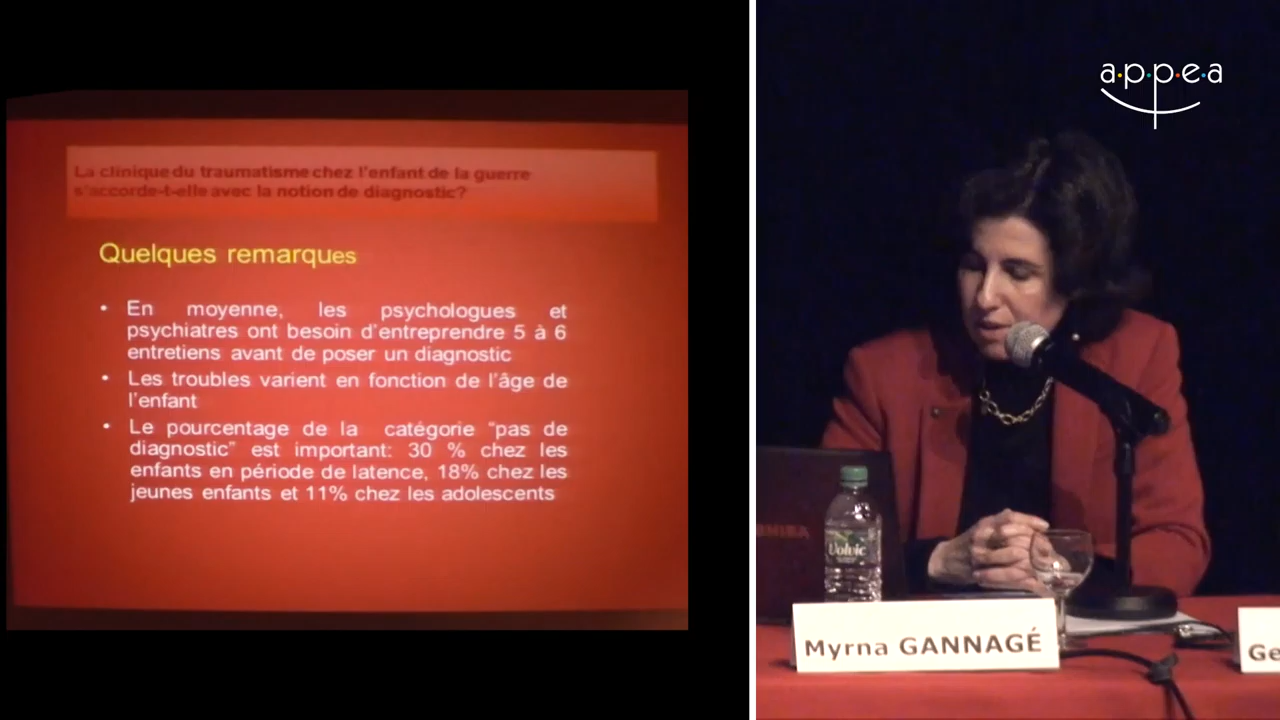 La clinique du traumatisme chez l'enfant de la guerre
s'accorde-t-elle avec la notion de diagnostic?
Quelques remarques
• En moyenne, les psychologues et
psychiatres ont besoin d'entreprendre 5 à 6
entretiens avant de poser un diagnostic
• Les troubles varient en fonction de l'âge de
l'enfant
• Le pourcentage de la catégorie "pas de
diagnostic" est important: 30 % chez les
enfants en période de latence, 18% chez les
jeunes enfants et 11% chez les adolescents
a·p·p·e·a
Volvic
Myrna GANNAGÉ
Ge